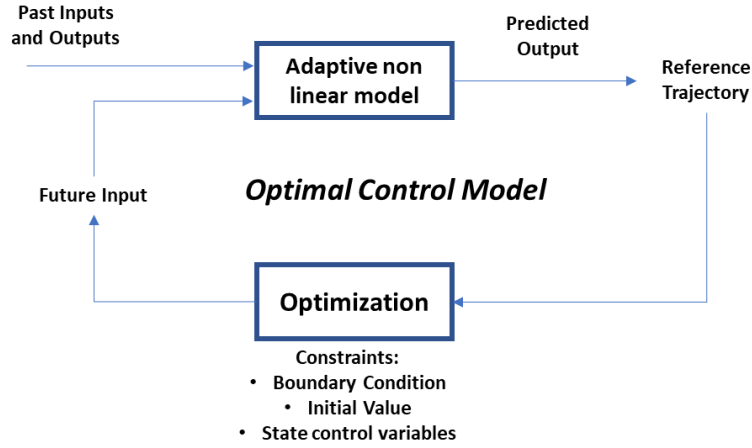 Past Inputs
and Outputs
Adaptive non
linear model
Predicted
Output
Reference
Trajectory
Future Input
Optimal Control Model
Optimization
Constraints:
• Boundary Condition
• Initial Value
• State control variables